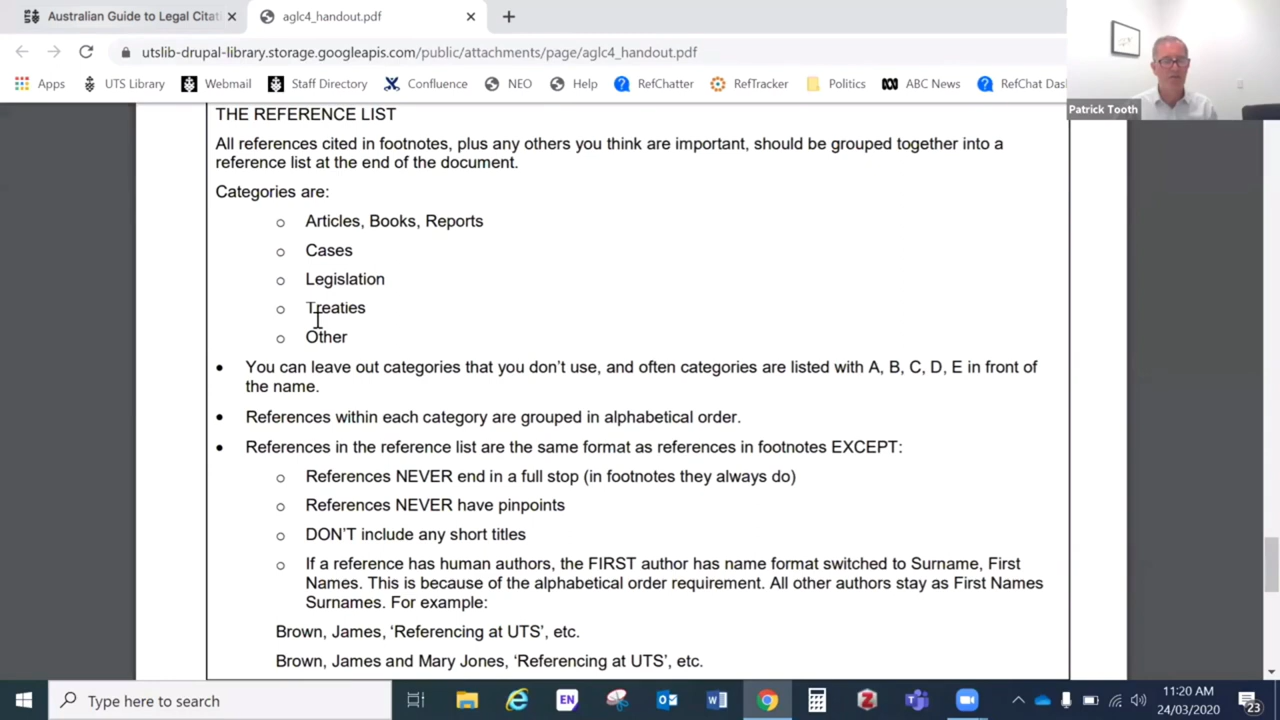 Australian Guide to Legal Citati
aglc4_handout.pdf
utslib-drupal-library.storage.googleapis.com/public/attachments/page/aglc4_handout.pdf
Apps UTS Library Webmail Staff Directory Confluence NEO Help RefChatter RefTracker Politics ABC News RefChat Das
Patrick Tooth
THE REFERENCE LIST
All references cited in footnotes, plus any others you think are important, should be grouped together into a
reference list at the end of the document.
Categories are:
Articles, Books, Reports
Cases
Legislation
Treaties
Other
You can leave out categories that you don’t use, and often categories are listed with A, B, C, D, E in front of
the name.
References within each category are grouped in alphabetical order.
References in the reference list are the same format as references in footnotes EXCEPT:
References NEVER end in a full stop (in footnotes they always do)
References NEVER have pinpoints
DON’T include any short titles
If a reference has human authors, the FIRST author has name format switched to Surname, First
Names. This is because of the alphabetical order requirement. All other authors stay as First Names
Surnames. For example:
Brown, James, ‘Referencing at UTS’, etc.
Brown, James and Mary Jones, ‘Referencing at UTS’, etc.
Type here to search
EN
11:20 AM
24/03/2020
23